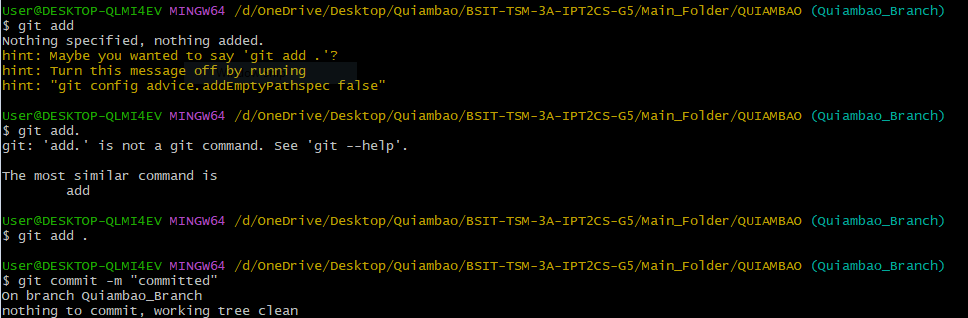 User@DESKTOP-QLMI4EV MINGW64 /d/OneDrive/Desktop/Quiambao/BSIT-TSM-3A-IPT2CS-G5/Main_Folder/QUIAMBAO (Quiambao_Branch)
$ git add
Nothing specified, nothing added.
hint: Maybe you wanted to say 'git add .'?
hint: Turn this message off by running
hint: "git config advice.addEmptyPathspec false"
User@DESKTOP-QLMI4EV MINGW64 /d/OneDrive/Desktop/Quiambao/BSIT-TSM-3A-IPT2CS-G5/Main_Folder/QUIAMBAO (Quiambao_Branch)
$ git add.
git: 'add.' is not a git command. See 'git --help'.
The most similar command is
add
User@DESKTOP-QLMI4EV MINGW64 /d/OneDrive/Desktop/Quiambao/BSIT-TSM-3A-IPT2CS-G5/Main_Folder/QUIAMBAO (Quiambao_Branch)
$ git add .
User@DESKTOP-QLMI4EV MINGW64 /d/OneDrive/Desktop/Quiambao/BSIT-TSM-3A-IPT2CS-G5/Main_Folder/QUIAMBAO (Quiambao_Branch)
$ git commit -m "committed"
On branch Quiambao_Branch
nothing to commit, working tree clean